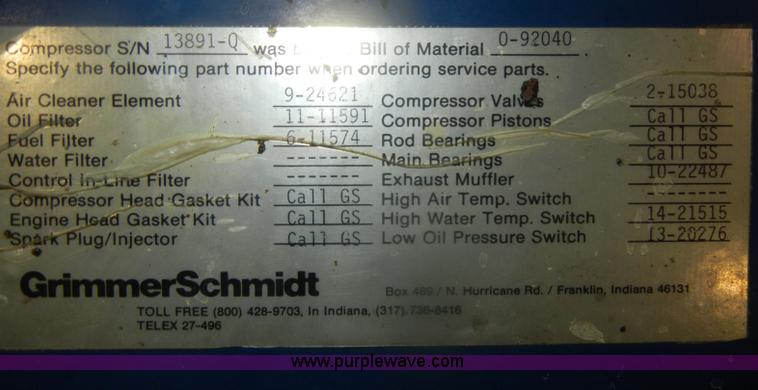 Compressor S/N 13891-Q was Bill of Material 0-92040
Specify the following part number when ordering service parts.
Air Cleaner Element 9-24621 Compressor Valves 2-15038
Oil Filter 11-11591 Compressor Pistons Call GS
Fuel Filter 6-11574 Rod Bearings Call GS
Water Filter ------- Main Bearings Call GS
Control In-Line Filter ------- Exhaust Muffler 10-22487
Compressor Head Gasket Kit Call GS High Air Temp. Switch -------
Engine Head Gasket Kit Call GS High Water Temp. Switch 14-21515
Spark Plug/Injector Call GS Low Oil Pressure Switch 13-20276
GrimmerSchmidt Box 489 / N. Hurricane Rd. / Franklin, Indiana 46131
TOLL FREE (800) 428-9703, In Indiana, (317) 736-8416
TELEX 27-496
www.purplewave.com